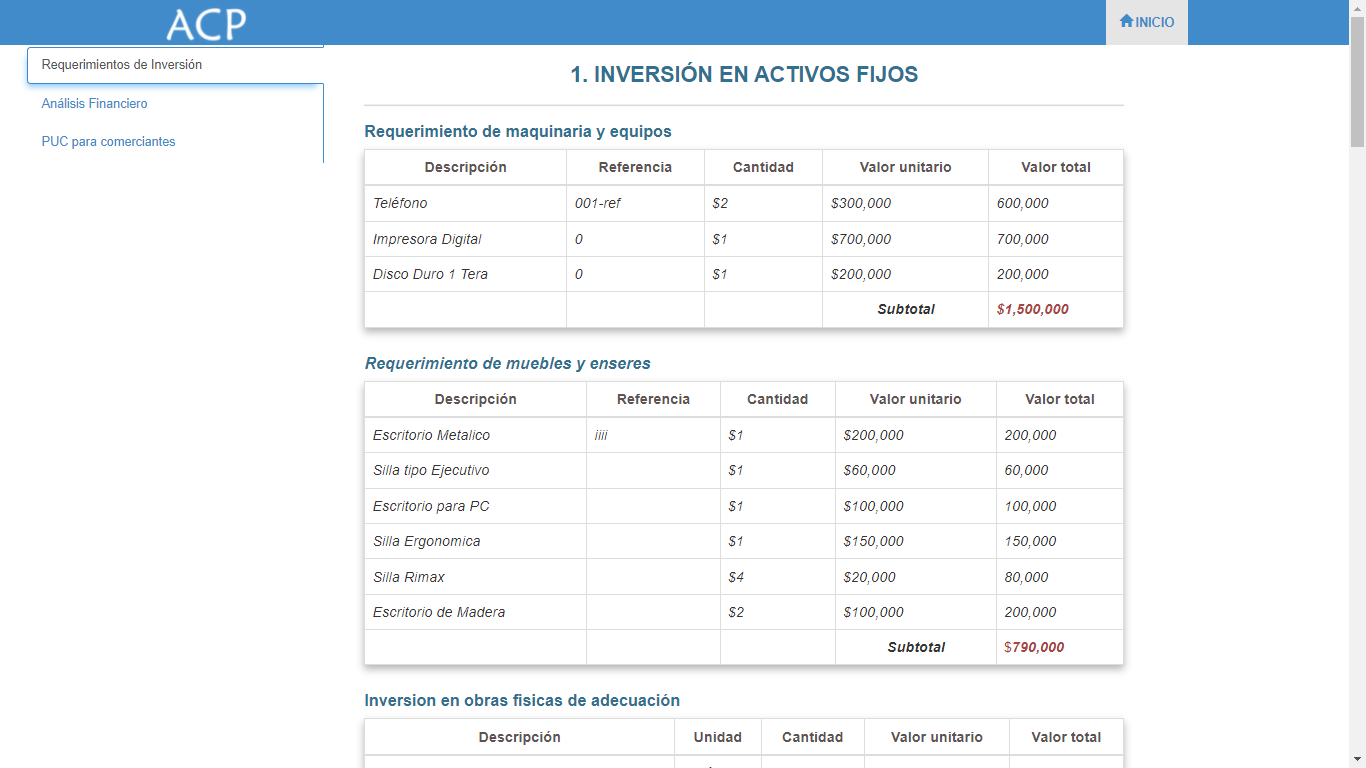 ACP
INICIO
Requerimientos de Inversión
Análisis Financiero
PUC para comerciantes
1. INVERSIÓN EN ACTIVOS FIJOS
Requerimiento de maquinaria y equipos
Descripción Referencia Cantidad Valor unitario Valor total
Teléfono 001-ref $2 $300,000 600,000
Impresora Digital 0 $1 $700,000 700,000
Disco Duro 1 Tera 0 $1 $200,000 200,000
Subtotal $1,500,000
Requerimiento de muebles y enseres
Descripción Referencia Cantidad Valor unitario Valor total
Escritorio Metalico iiii $1 $200,000 200,000
Silla tipo Ejecutivo $1 $60,000 60,000
Escritorio para PC $1 $100,000 100,000
Silla Ergonomica $1 $150,000 150,000
Silla Rimax $4 $20,000 80,000
Escritorio de Madera $2 $100,000 200,000
Subtotal $790,000
Inversion en obras fisicas de adecuación
Descripción Unidad Cantidad Valor unitario Valor total